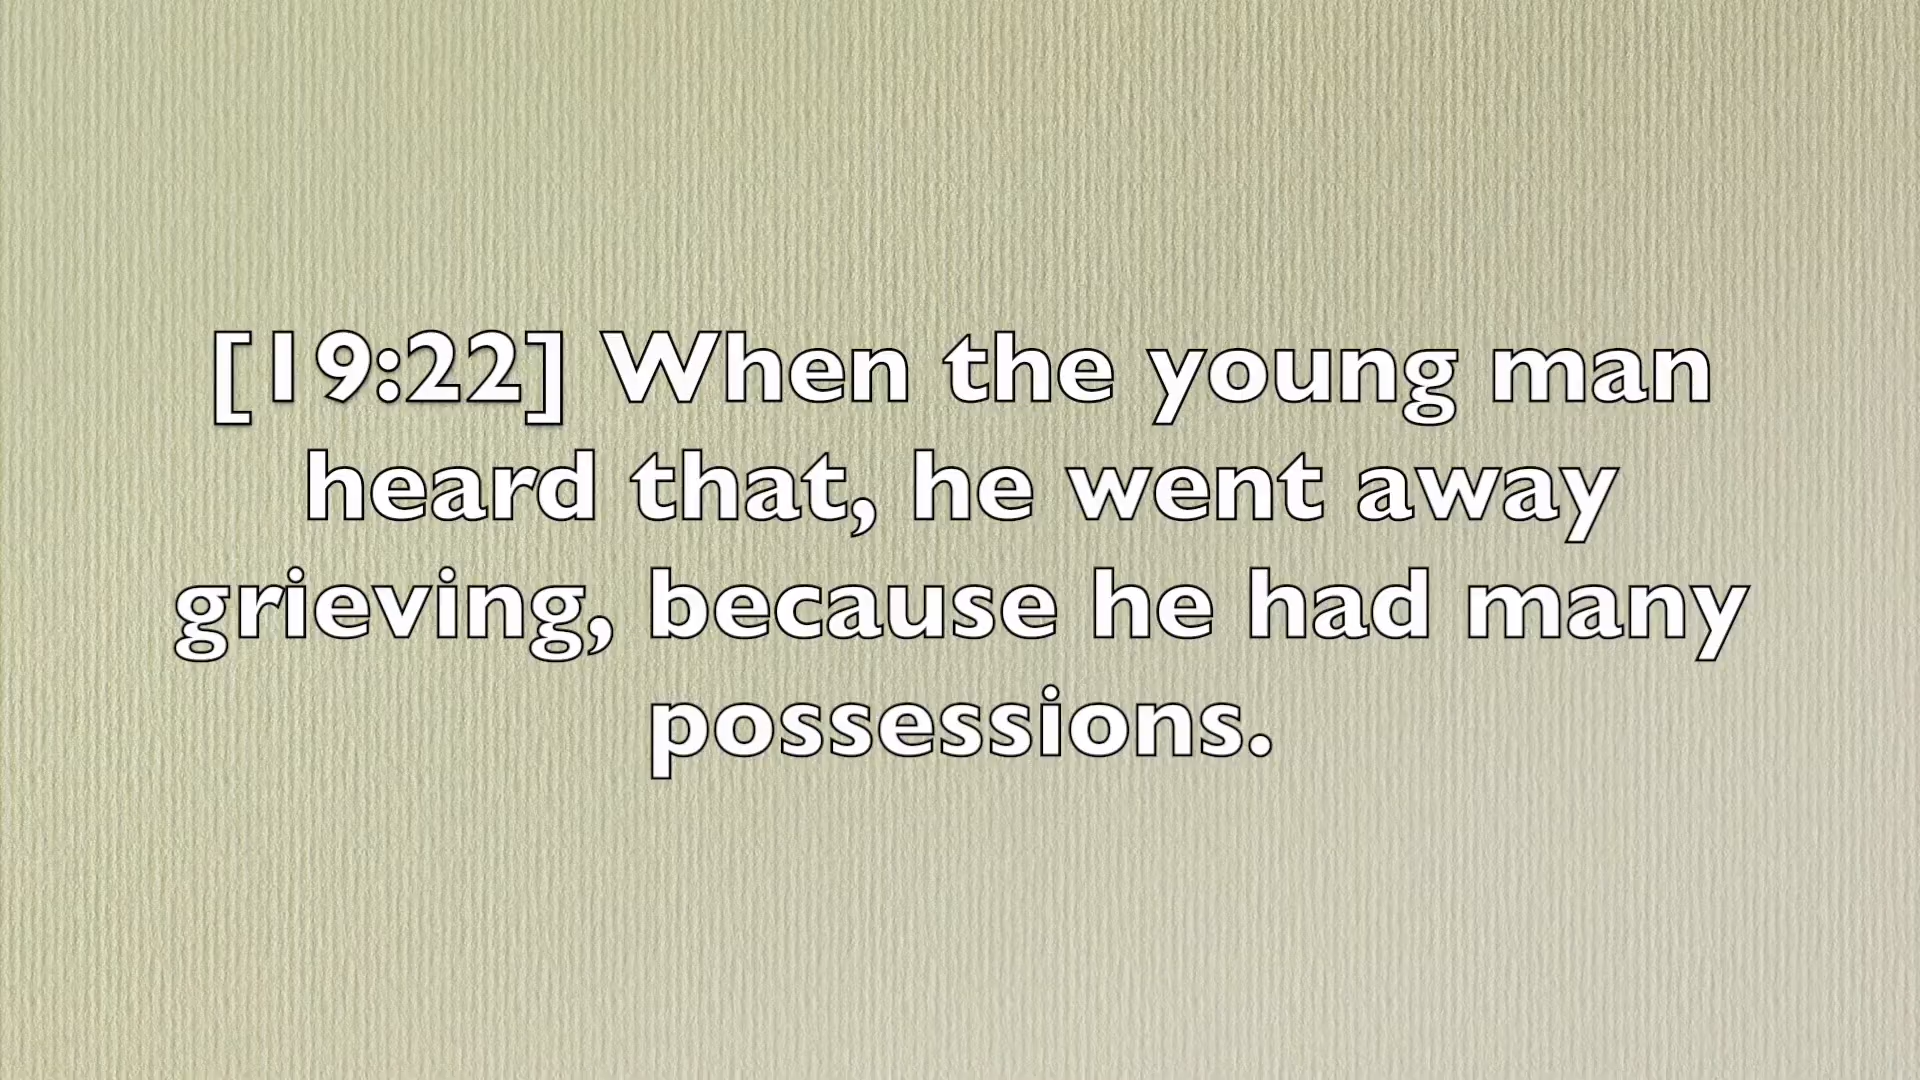 [19:22] When the young man
heard that, he went away
grieving, because he had many
possessions.